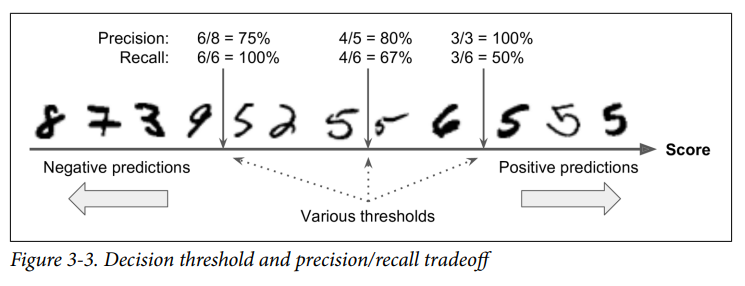 Precision: 6/8 = 75% 4/5 = 80% 3/3 = 100%
Recall: 6/6 = 100% 4/6 = 67% 3/6 = 50%
8 7 3 9 5 2 5 5 6 5 5 5
Score
Negative predictions Positive predictions
Various thresholds
Figure 3-3. Decision threshold and precision/recall tradeoff